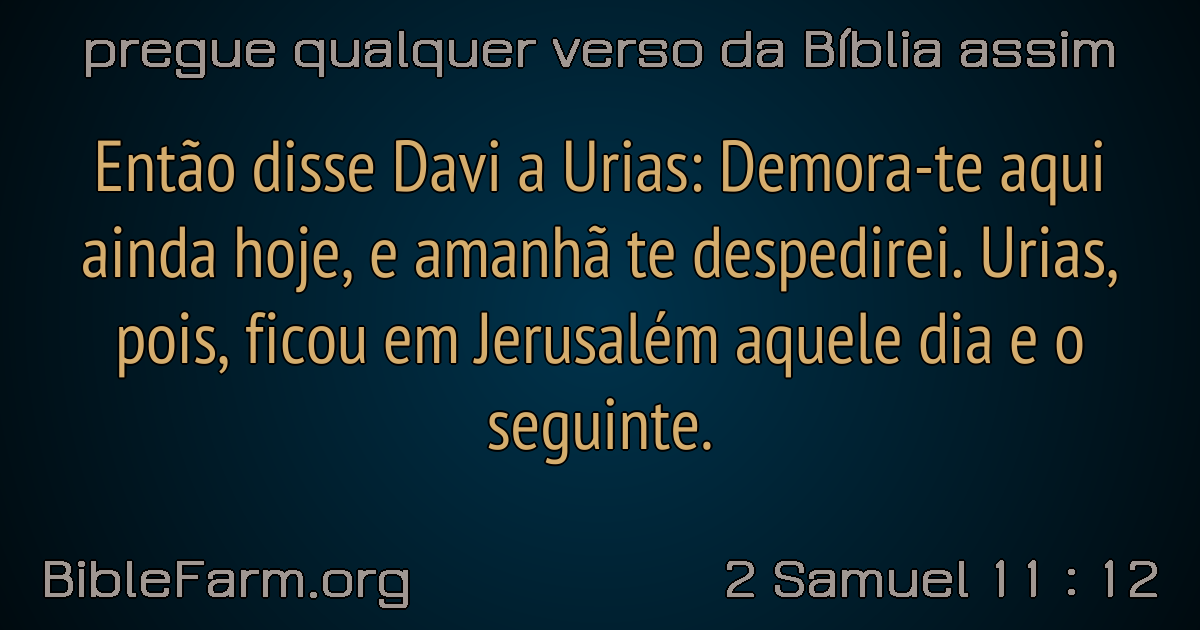 pregue qualquer verso da Bíblia assim
Então disse Davi a Urias: Demora-te aqui
ainda hoje, e amanhã te despedirei. Urias,
pois, ficou em Jerusalém aquele dia e o
seguinte.
BibleFarm.org
2 Samuel 11 : 12